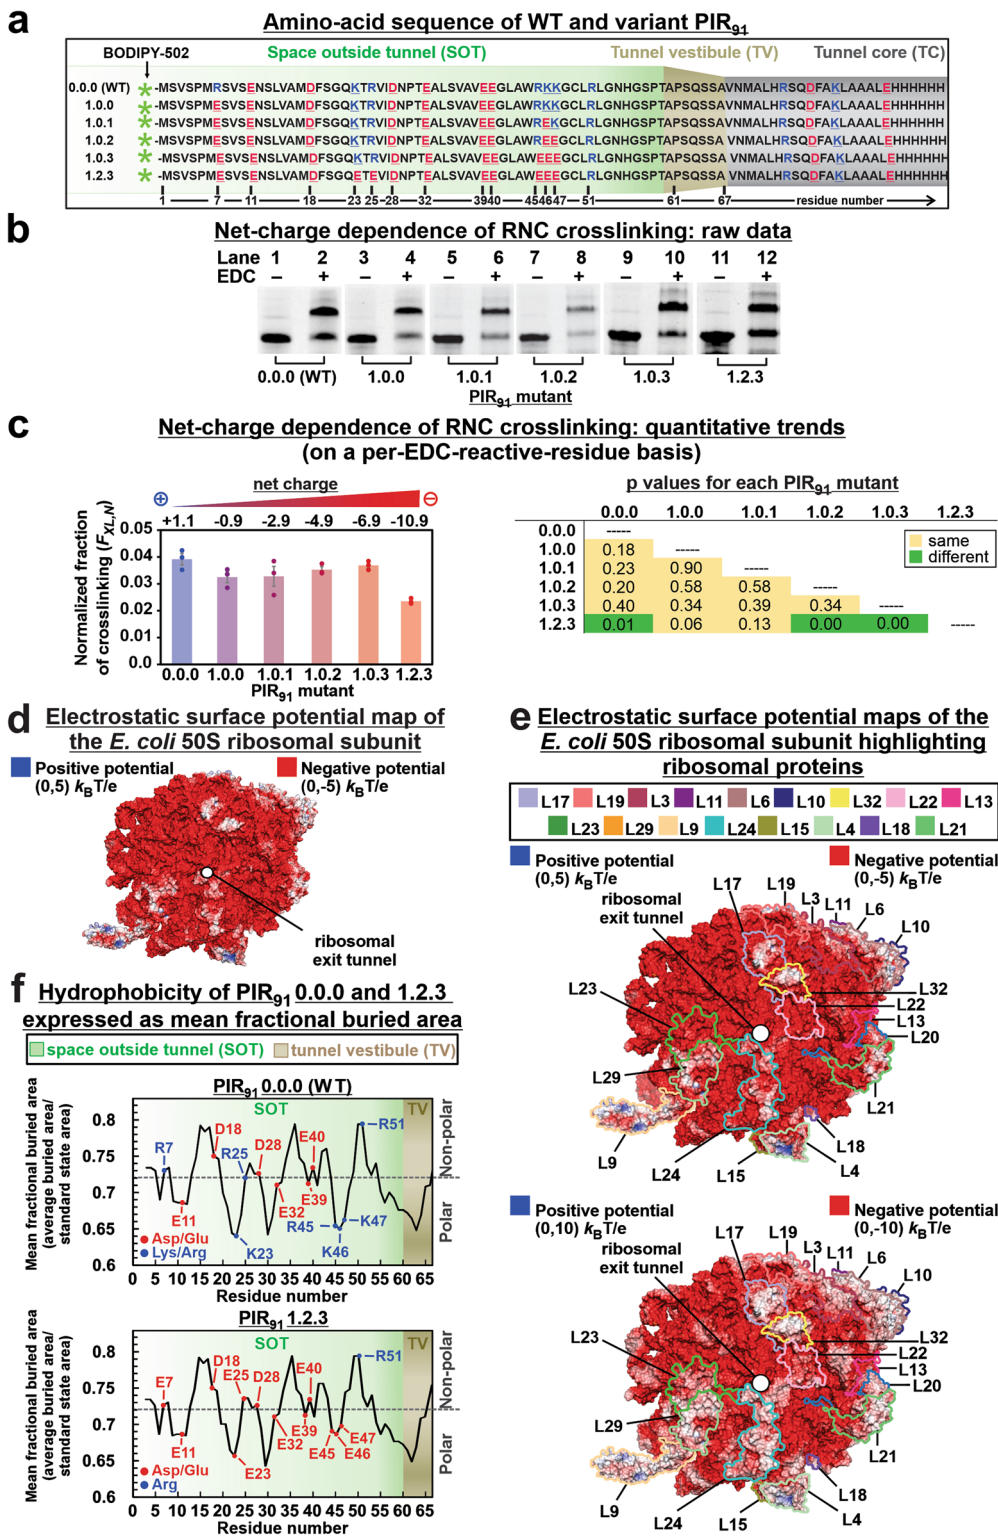 a Amino-acid sequence of WT and variant PIR91
BODIPY-502 Space outside tunnel (SOT) Tunnel vestibule (TV) Tunnel core (TC)
0.0.0 (WT) * -MSVSPMRSVSENSLVAMDFSGQKTRVIDNPTEALSVAVEEGLAWRKKGCLRLGNHGSPTAPSQSSAVNMALHRSQDFAKLAAALEHHHHHH
1.0.0 * -MSVSPMESVSENSLVAMDFSGQKTRVIDNPTEALSVAVEEGLAWRKKGCLRLGNHGSPTAPSQSSAVNMALHRSQDFAKLAAALEHHHHHH
1.0.1 * -MSVSPMESVSENSLVAMDFSGQKTRVIDNPTEALSVAVEEGLAWREKGCLRLGNHGSPTAPSQSSAVNMALHRSQDFAKLAAALEHHHHHH
1.0.2 * -MSVSPMESVSENSLVAMDFSGQKTRVIDNPTEALSVAVEEGLAWREEGCLRLGNHGSPTAPSQSSAVNMALHRSQDFAKLAAALEHHHHHH
1.0.3 * -MSVSPMESVSENSLVAMDFSGQKTRVIDNPTEALSVAVEEGLAWEEEGCLRLGNHGSPTAPSQSSAVNMALHRSQDFAKLAAALEHHHHHH
1.2.3 * -MSVSPMESVSENSLVAMDFSGQETEVIDNPTEALSVAVEEGLAWEEEGCLRLGNHGSPTAPSQSSAVNMALHRSQDFAKLAAALEHHHHHH
1 7 11 18 23 25 28 32 3940 454647 51 61 67 residue number
b Net-charge dependence of RNC crosslinking: raw data
Lane 1 2 3 4 5 6 7 8 9 10 11 12
EDC – + – + – + – + – + – +
0.0.0 (WT) 1.0.0 1.0.1 1.0.2 1.0.3 1.2.3
PIR91 mutant
c Net-charge dependence of RNC crosslinking: quantitative trends
(on a per-EDC-reactive-residue basis)
net charge
+ −
+1.1 -0.9 -2.9 -4.9 -6.9 -10.9
Normalized fraction
of crosslinking (FXL,N)
0.05
0.04
0.03
0.02
0.01
0.0
0.0.0 1.0.0 1.0.1 1.0.2 1.0.3 1.2.3
PIR91 mutant
p values for each PIR91 mutant
0.0.0 1.0.0 1.0.1 1.0.2 1.0.3 1.2.3
0.0.0 -----
1.0.0 0.18 -----
1.0.1 0.23 0.90 -----
1.0.2 0.20 0.58 0.58 -----
1.0.3 0.40 0.34 0.39 0.34 -----
1.2.3 0.01 0.06 0.13 0.00 0.00 -----
same
different
d Electrostatic surface potential map of
the E. coli 50S ribosomal subunit
Positive potential
(0,5) kBT/e
Negative potential
(0,-5) kBT/e
ribosomal
exit tunnel
e Electrostatic surface potential maps of the
E. coli 50S ribosomal subunit highlighting
ribosomal proteins
L17 L19 L3 L11 L6 L10 L32 L22 L13
L23 L29 L9 L24 L15 L4 L18 L21
Positive potential
(0,5) kBT/e
Negative potential
(0,-5) kBT/e
ribosomal
exit tunnel
L17
L19
L3
L11
L6
L10
L23
L32
L22
L13
L20
L29
L21
L9
L24
L15
L4
L18
Positive potential
(0,10) kBT/e
Negative potential
(0,-10) kBT/e
ribosomal
exit tunnel
L17
L19
L3
L11
L6
L10
L23
L32
L22
L13
L20
L29
L21
L9
L24
L15
L4
L18
f Hydrophobicity of PIR91 0.0.0 and 1.2.3
expressed as mean fractional buried area
space outside tunnel (SOT) tunnel vestibule (TV)
PIR91 0.0.0 (WT)
Mean fractional buried area
(average buried area/
standard state area)
0.8
0.75
0.7
0.65
0.6
SOT TV
R7
E11
D18
K23
R25
D28
E32
E39
E40
R45
K46
K47
R51
Asp/Glu
Lys/Arg
Non-polar
Polar
0 5 10 15 20 25 30 35 40 45 50 55 60 65
Residue number
PIR91 1.2.3
Mean fractional buried area
(average buried area/
standard state area)
0.8
0.75
0.7
0.65
0.6
SOT TV
E7
E11
D18
E23
E25
D28
E32
E39
E40
E45
E46
E47
R51
Asp/Glu
Arg
Non-polar
Polar
0 5 10 15 20 25 30 35 40 45 50 55 60 65
Residue number